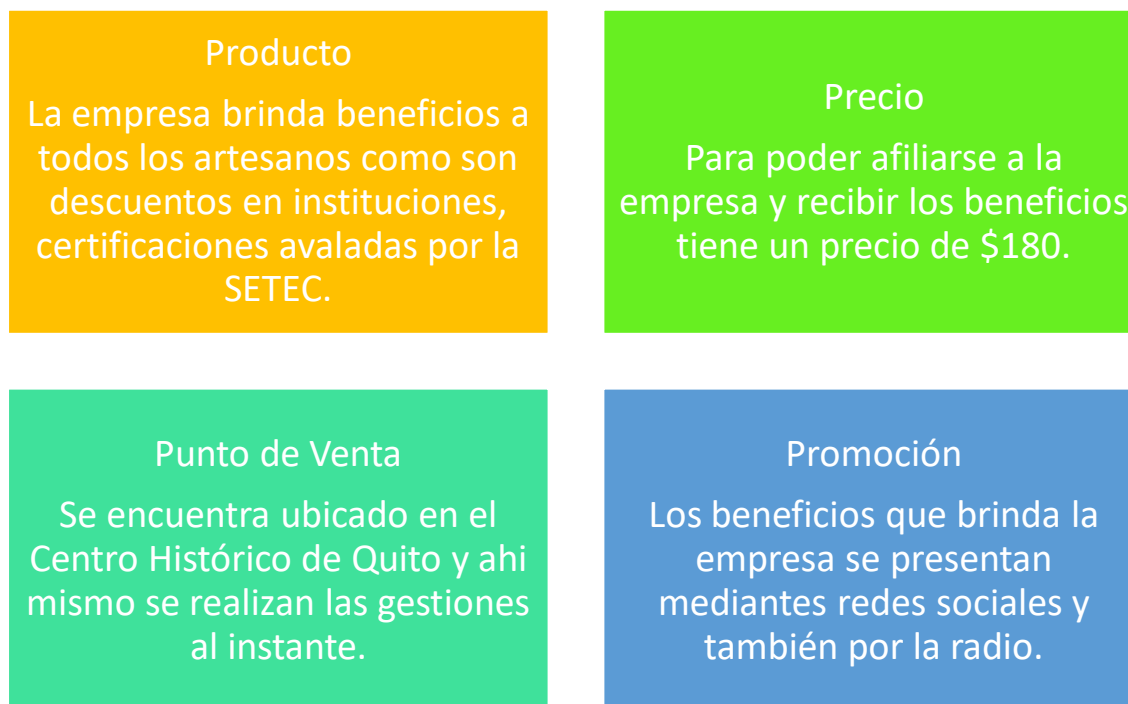 Producto
La empresa brinda beneficios a
todos los artesanos como son
descuentos en instituciones,
certificaciones avaladas por la
SETEC.
Precio
Para poder afiliarse a la
empresa y recibir los beneficios
tiene un precio de $180.
Punto de Venta
Se encuentra ubicado en el
Centro Histórico de Quito y ahi
mismo se realizan las gestiones
al instante.
Promoción
Los beneficios que brinda la
empresa se presentan
mediantes redes sociales y
también por la radio.